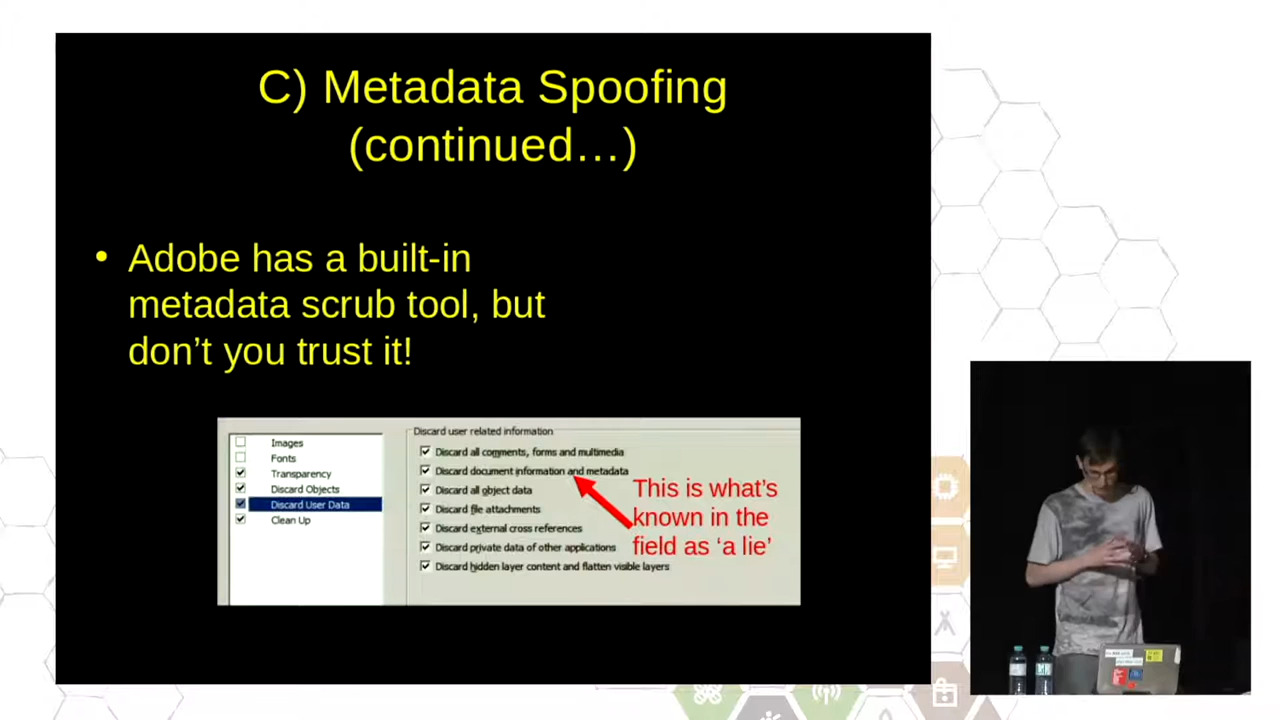 C) Metadata Spoofing
(continued…)
• Adobe has a built-in
metadata scrub tool, but
don’t you trust it!
Images
Fonts
Transparency
Discard Objects
Discard User Data
Clean Up
Discard user related information
Discard all comments, forms and multimedia
Discard document information and metadata
Discard all object data
Discard file attachments
Discard external cross references
Discard private data of other applications
Discard hidden layer content and flatten visible layers
This is what’s
known in the
field as ‘a lie’